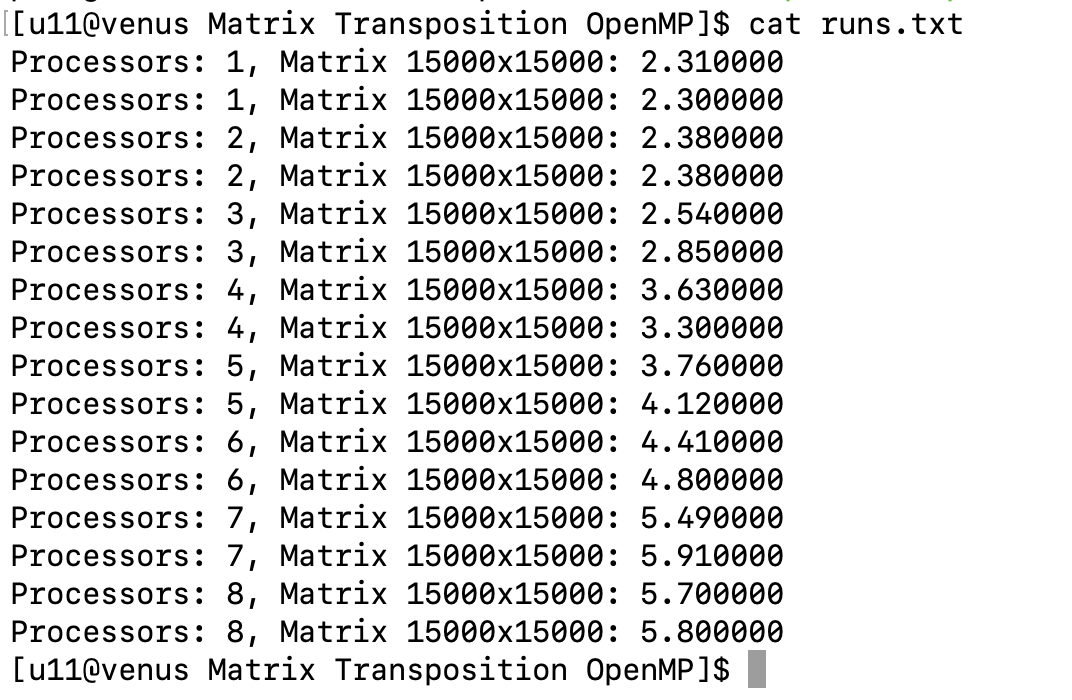 [[u11@venus Matrix Transposition OpenMP]$ cat runs.txt
Processors: 1, Matrix 15000x15000: 2.310000
Processors: 1, Matrix 15000x15000: 2.300000
Processors: 2, Matrix 15000x15000: 2.380000
Processors: 2, Matrix 15000x15000: 2.380000
Processors: 3, Matrix 15000x15000: 2.540000
Processors: 3, Matrix 15000x15000: 2.850000
Processors: 4, Matrix 15000x15000: 3.630000
Processors: 4, Matrix 15000x15000: 3.300000
Processors: 5, Matrix 15000x15000: 3.760000
Processors: 5, Matrix 15000x15000: 4.120000
Processors: 6, Matrix 15000x15000: 4.410000
Processors: 6, Matrix 15000x15000: 4.800000
Processors: 7, Matrix 15000x15000: 5.490000
Processors: 7, Matrix 15000x15000: 5.910000
Processors: 8, Matrix 15000x15000: 5.700000
Processors: 8, Matrix 15000x15000: 5.800000
[u11@venus Matrix Transposition OpenMP]$